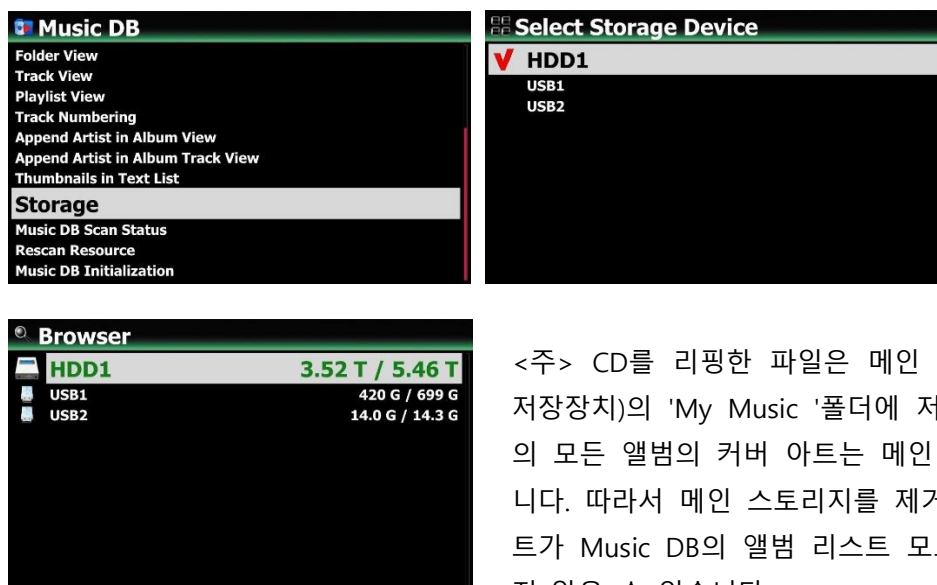 Music DB
Folder View
Track View
Playlist View
Track Numbering
Append Artist in Album View
Append Artist in Album Track View
Thumbnails in Text List
Storage
Music DB Scan Status
Rescan Resource
Music DB Initialization
Select Storage Device
HDD1
USB1
USB2
Browser
HDD1 3.52 T / 5.46 T
USB1 420 G / 699 G
USB2 14.0 G / 14.3 G
<주> CD를 리핑한 파일은 메인
저장장치)의 'My Music '폴더에
의 모든 앨범의 커버 아트는 메인
니다. 따라서 메인 스토리지를
트가 Music DB의 앨범 리스트